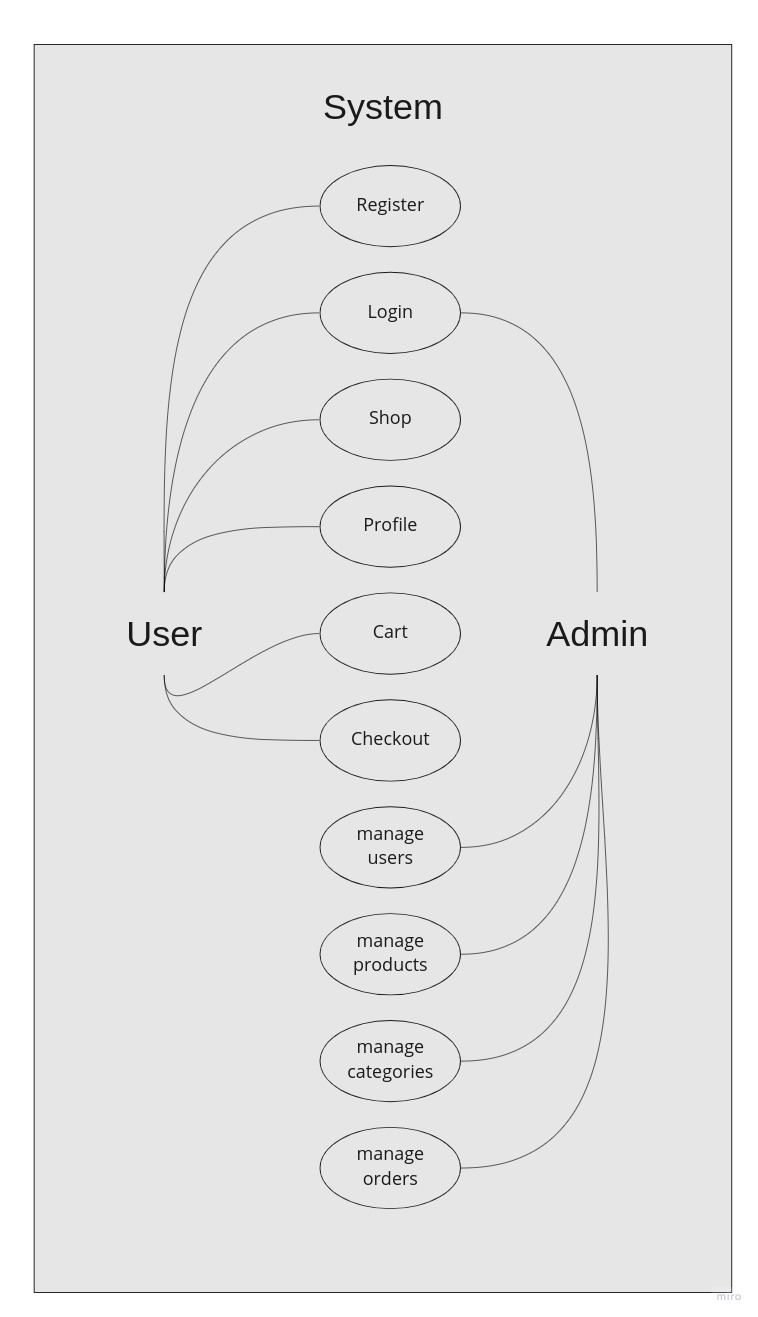 System
Register
Login
Shop
Profile
User
Cart
Admin
Checkout
manage
users
manage
products
manage
categories
manage
orders
miro